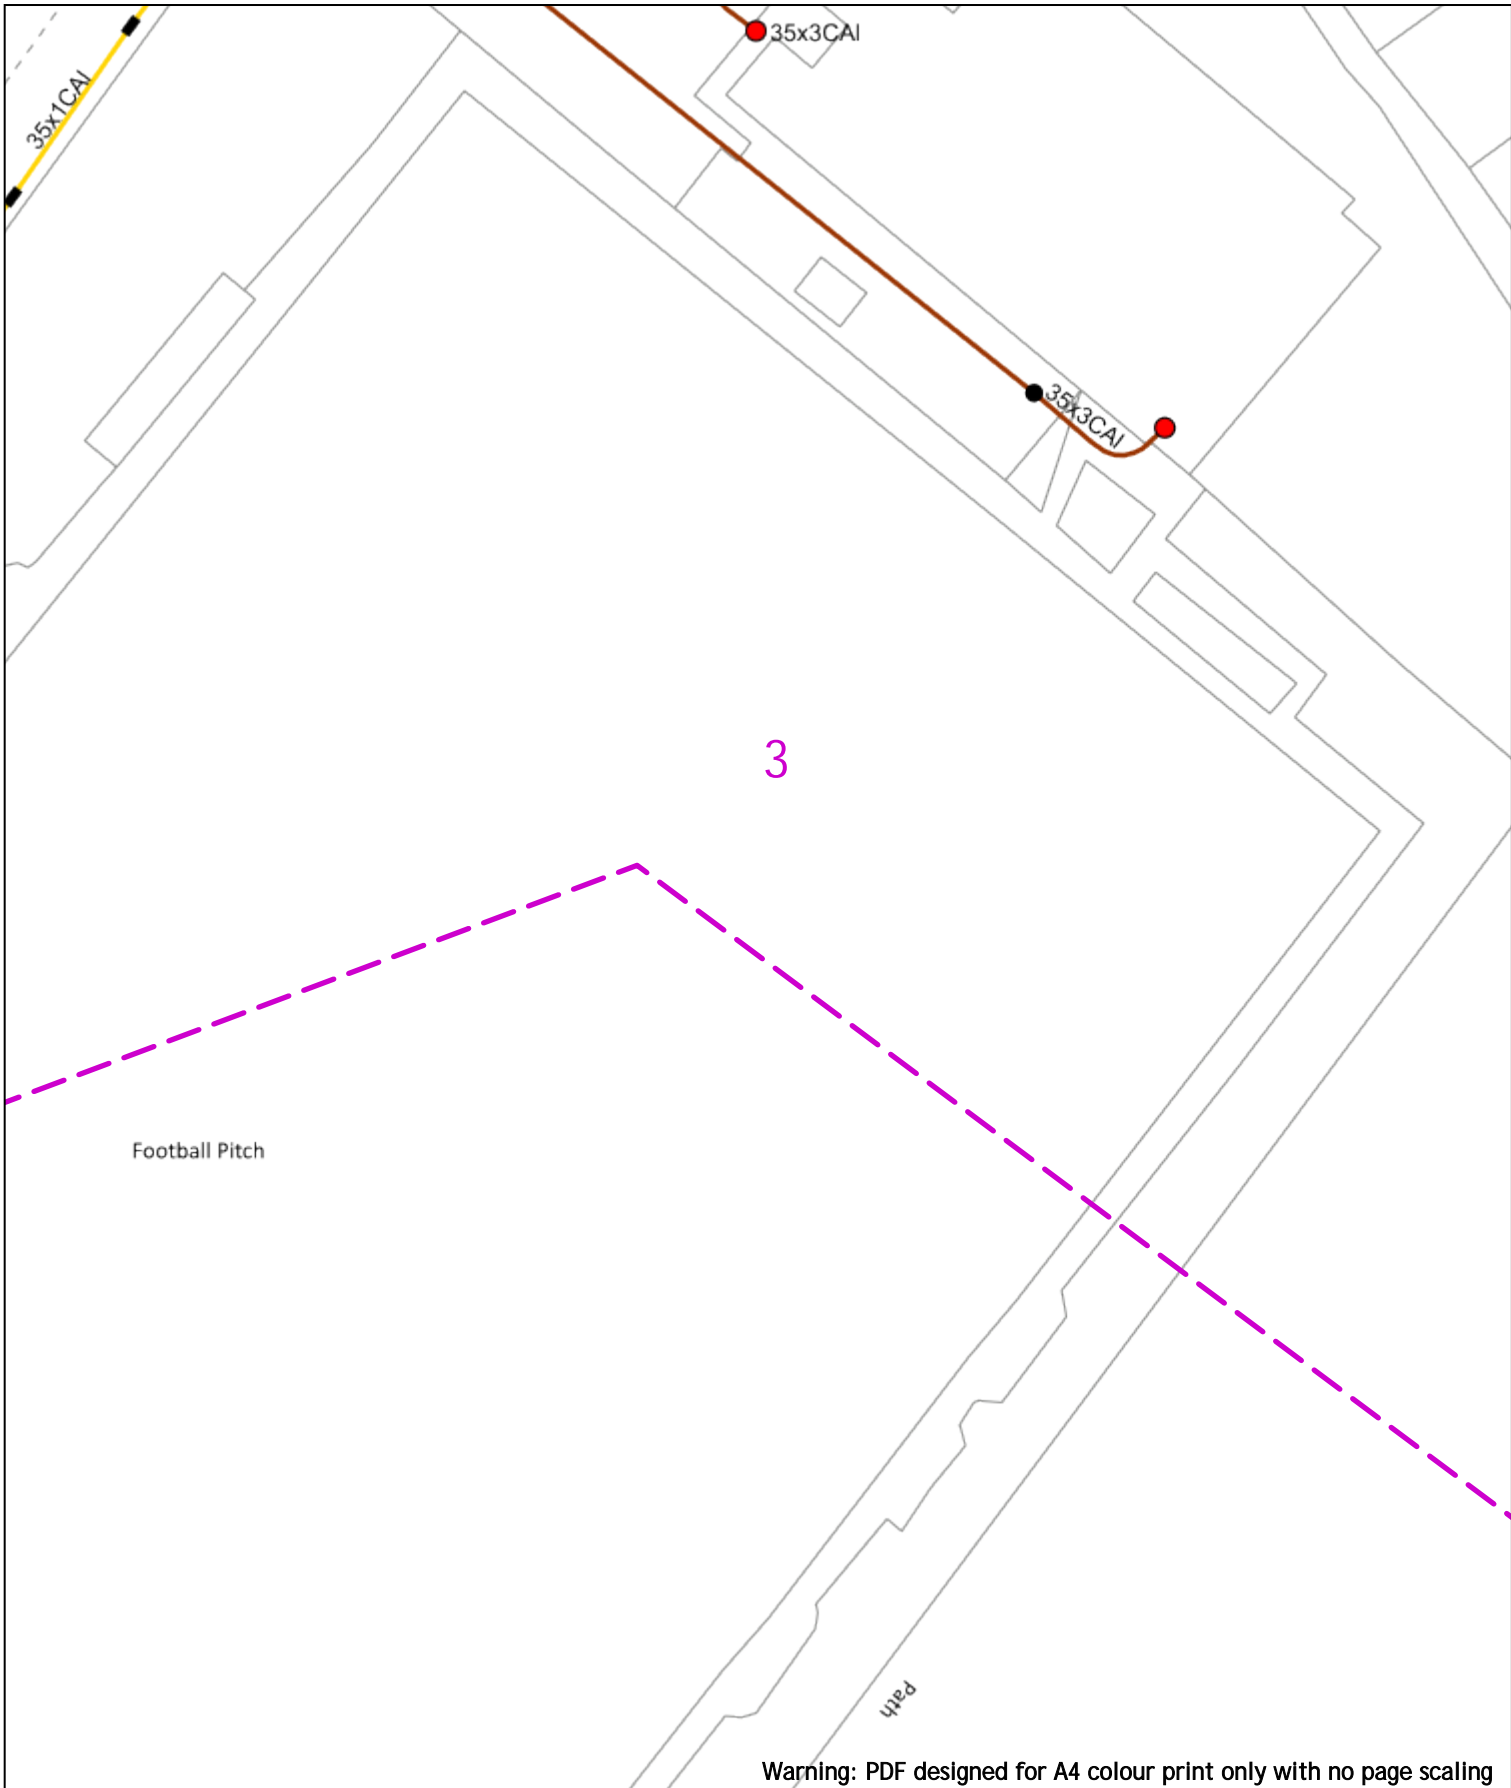 35x3CAI
35x1CAI
35x3CAI
3
Football Pitch
Path
Warning: PDF designed for A4 colour print only with no page scaling